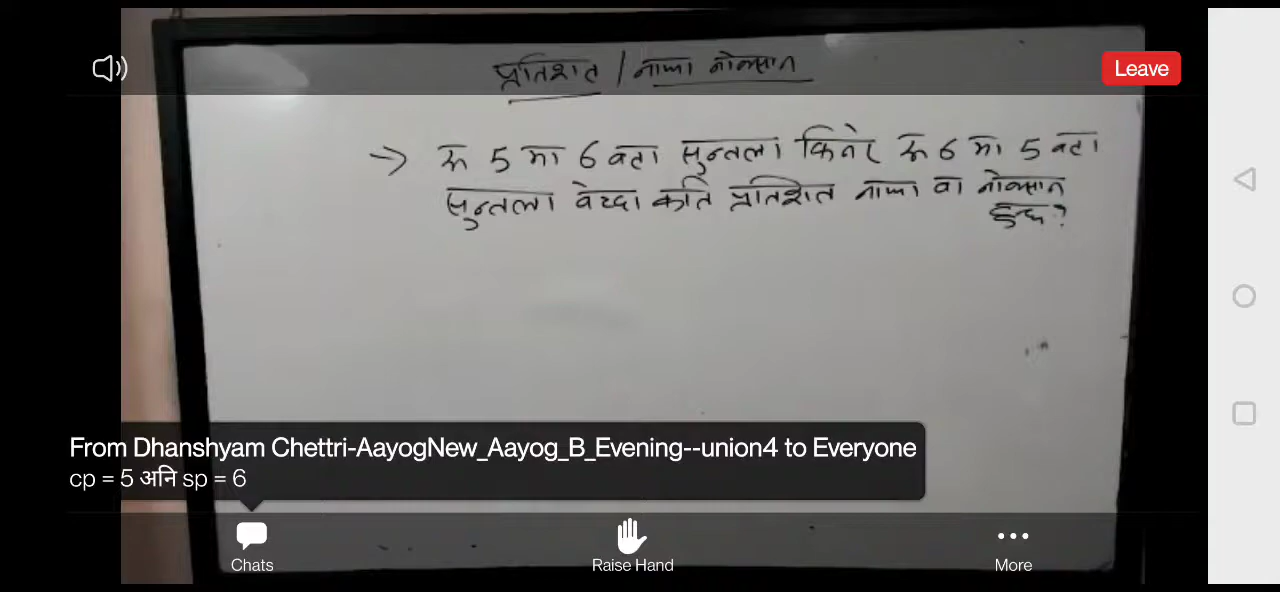 प्रतिशत / नाफा नोक्सान
Leave
→ रू 5 मा 6 वटा सुन्तला किनेर रू 6 मा 5 वटा
सुन्तला बेच्दा कति प्रतिशत नाफा वा नोक्सान
हुन्छ?
From Dhanshyam Chettri-AayogNew_Aayog_B_Evening--union4 to Everyone
cp = 5 अनि sp = 6
Chats
Raise Hand
More